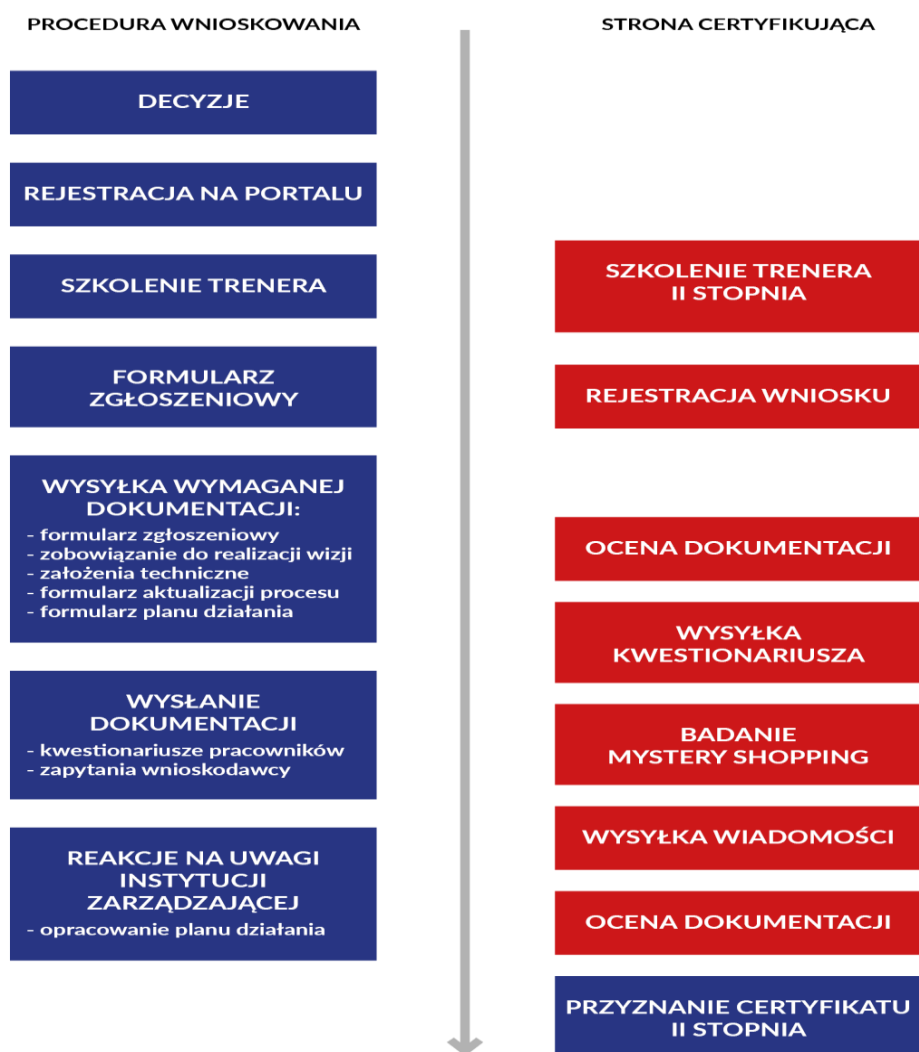 PROCEDURA WNIOSKOWANIA
DECYZJE
REJESTRACJA NA PORTALU
SZKOLENIE TRENERA
FORMULARZ
ZGŁOSZENIOWY
WYSYŁKA WYMAGANEJ
DOKUMENTACJI:
- formularz zgłoszeniowy
- zobowiązanie do realizacji wizji
- założenia techniczne
- formularz aktualizacji procesu
- formularz planu działania
WYSŁANIE
DOKUMENTACJI
- kwestionariusze pracowników
- zapytania wnioskodawcy
REAKCJE NA UWAGI
INSTYTUCJI
ZARZĄDZAJĄCEJ
- opracowanie planu działania
STRONA CERTYFIKUJĄCA
SZKOLENIE TRENERA
II STOPNIA
REJESTRACJA WNIOSKU
OCENA DOKUMENTACJI
WYSYŁKA
KWESTIONARIUSZA
BADANIE
MYSTERY SHOPPING
WYSYŁKA WIADOMOŚCI
OCENA DOKUMENTACJI
PRZYZNANIE CERTYFIKATU
II STOPNIA